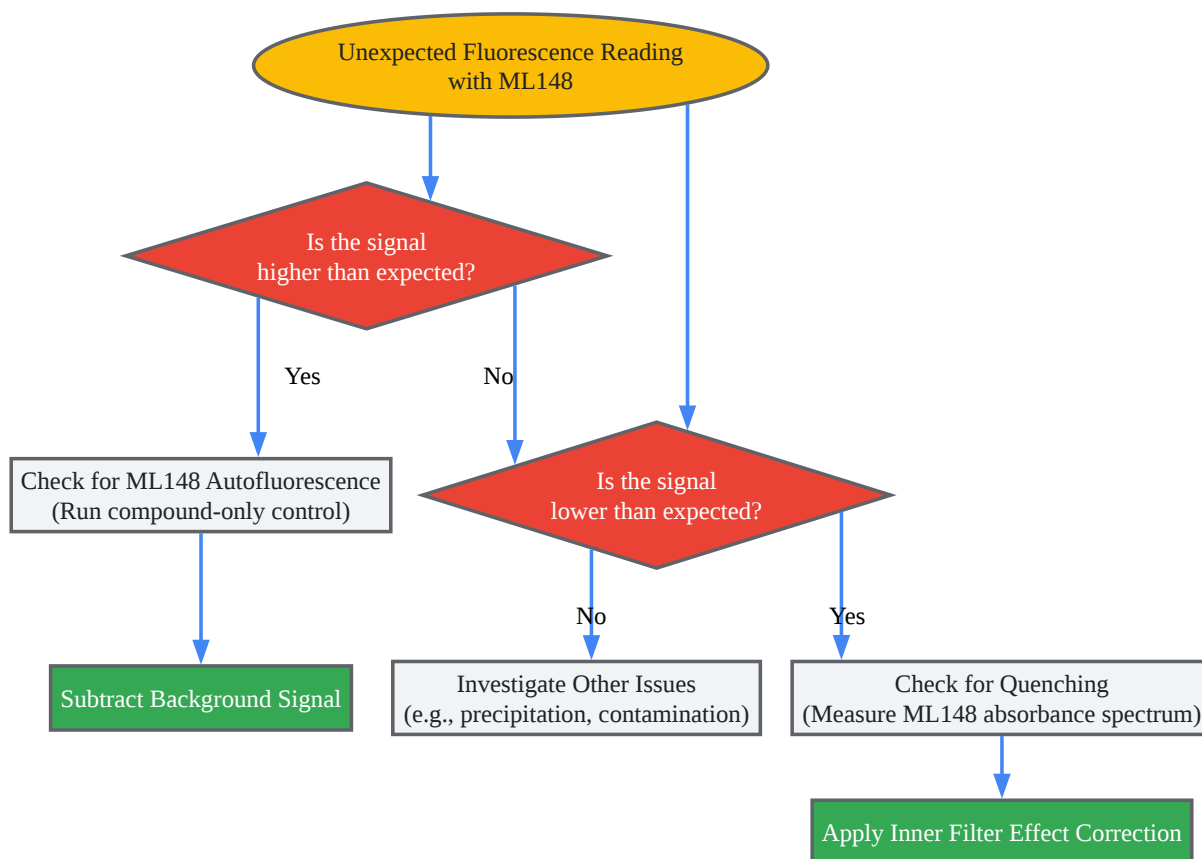 Unexpected Fluorescence Reading
with ML148
Is the signal
higher than expected?
Yes
No
Check for ML148 Autofluorescence
(Run compound-only control)
Is the signal
lower than expected?
No
Yes
Subtract Background Signal
Investigate Other Issues
(e.g., precipitation, contamination)
Check for Quenching
(Measure ML148 absorbance spectrum)
Apply Inner Filter Effect Correction